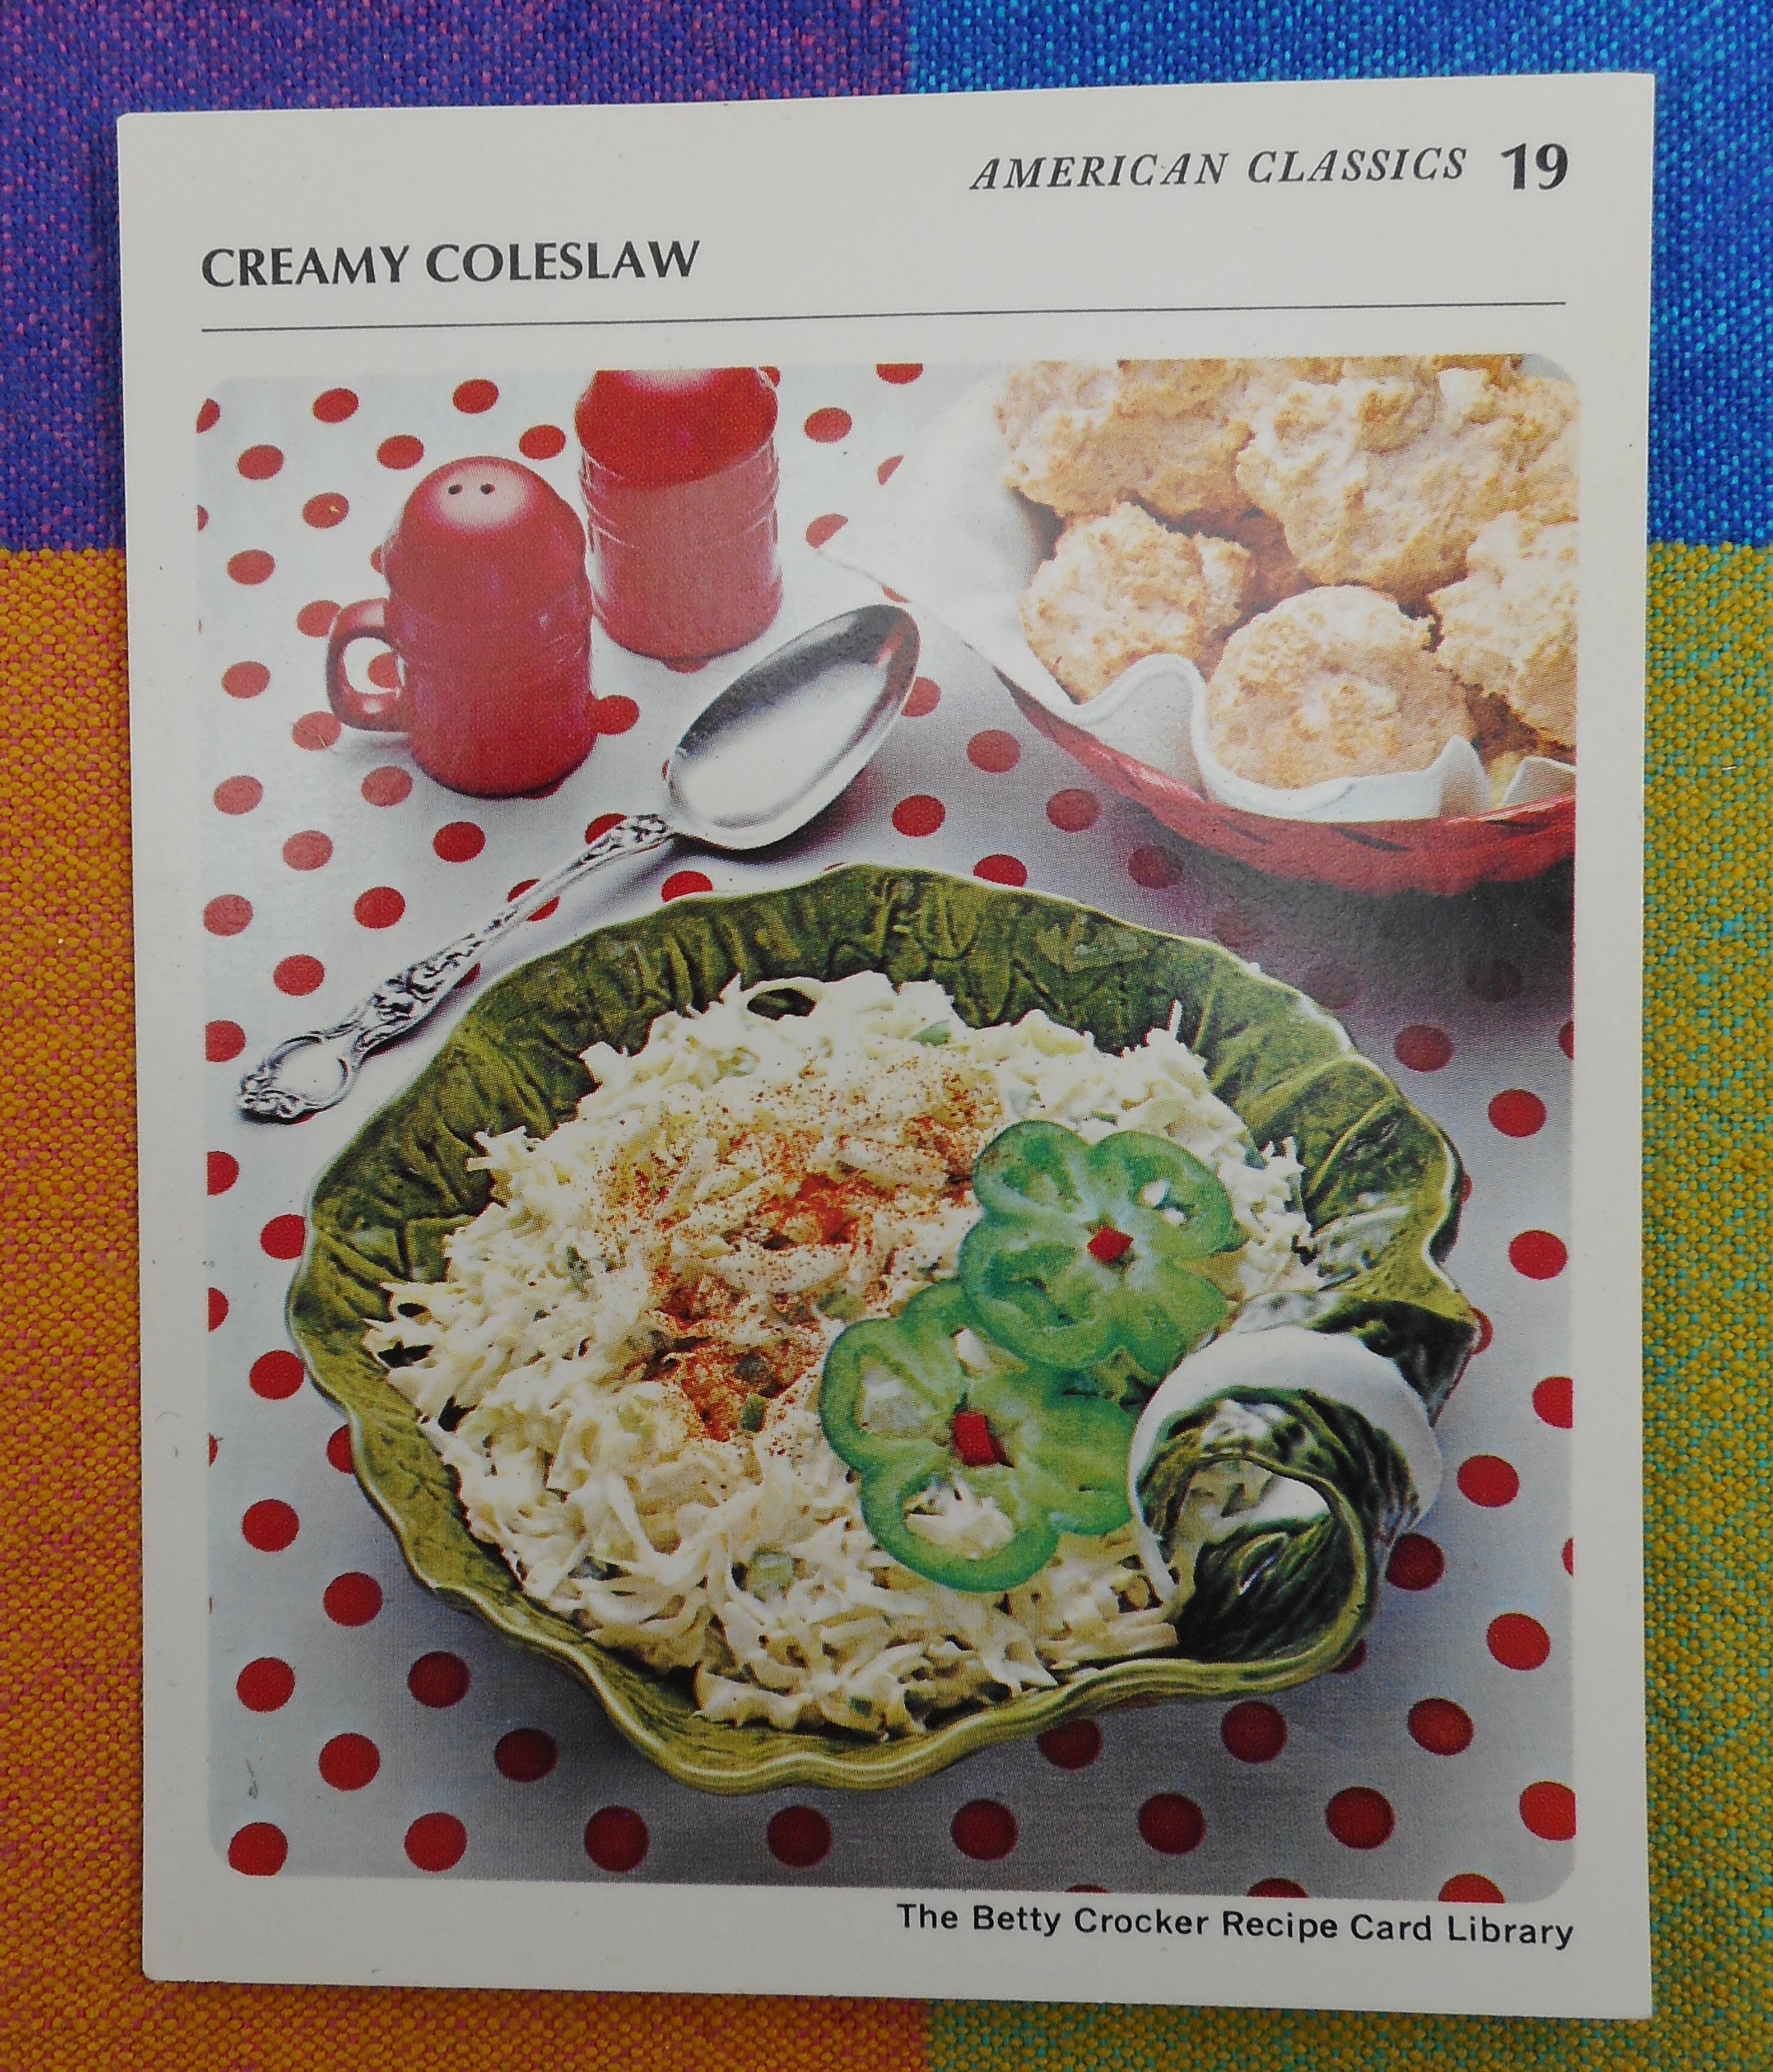 AMERICAN CLASSICS 19
CREAMY COLESLAW
The Betty Crocker Recipe Card Library